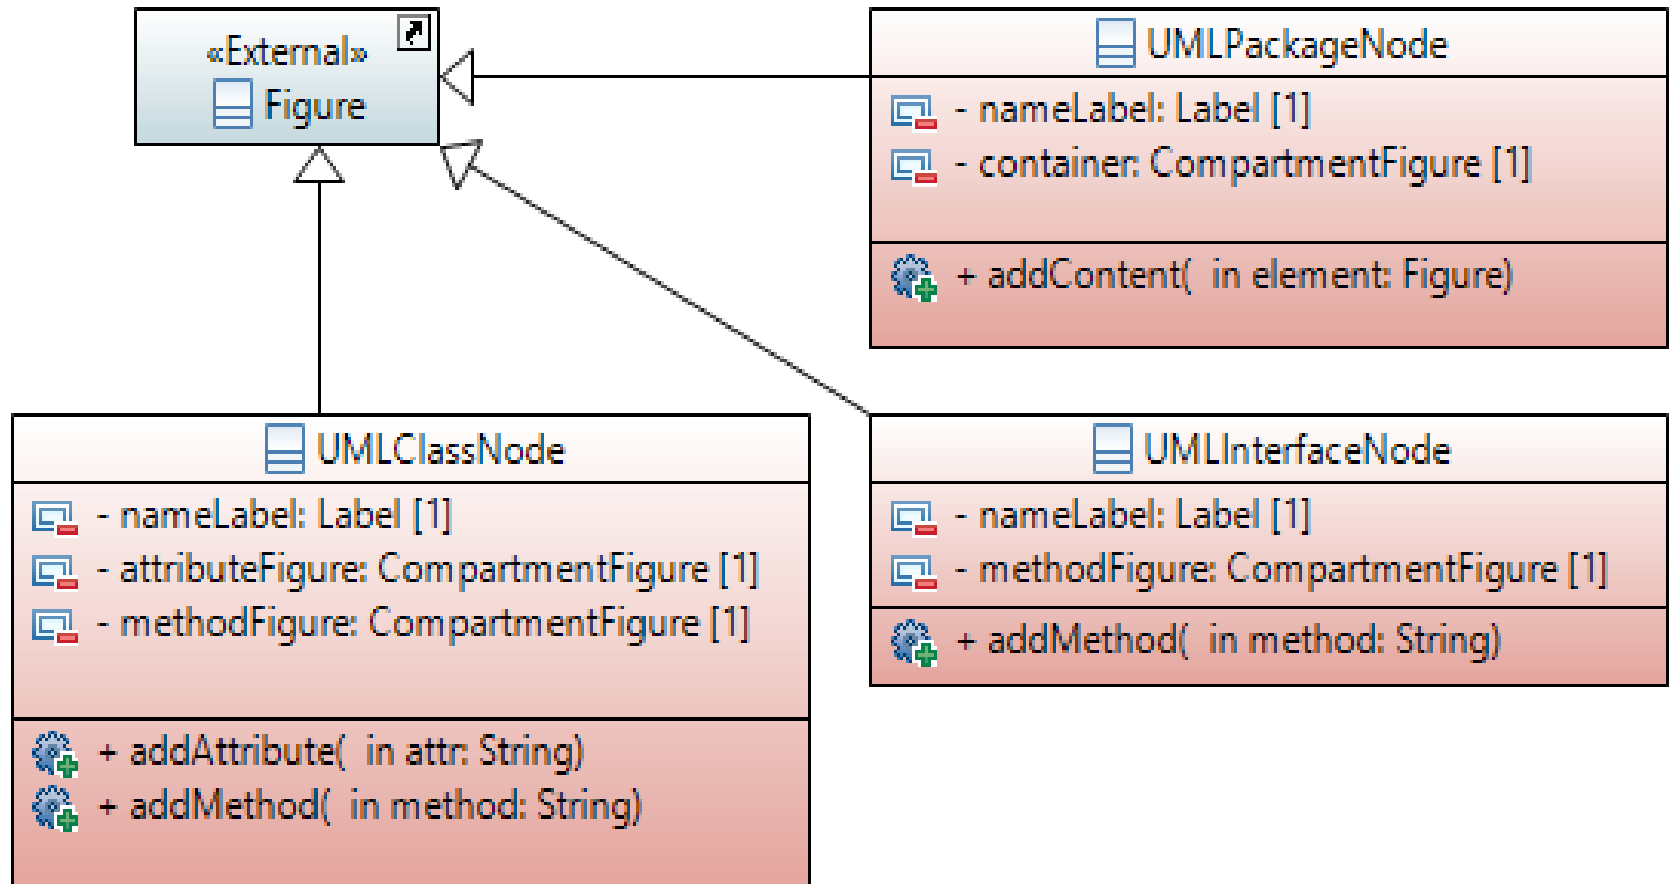 «External»
Figure
UMLPackageNode
- nameLabel: Label [1]
- container: CompartmentFigure [1]
+ addContent(  in element: Figure)
UMLClassNode
- nameLabel: Label [1]
- attributeFigure: CompartmentFigure [1]
- methodFigure: CompartmentFigure [1]
+ addAttribute(  in attr: String)
+ addMethod(  in method: String)
UMLInterfaceNode
- nameLabel: Label [1]
- methodFigure: CompartmentFigure [1]
+ addMethod(  in method: String)